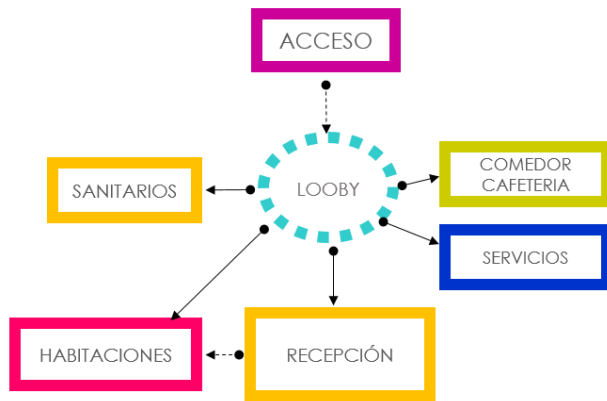 ACCESO
LOOBY
COMEDOR
CAFETERIA
SANITARIOS
SERVICIOS
HABITACIONES
RECEPCIÓN